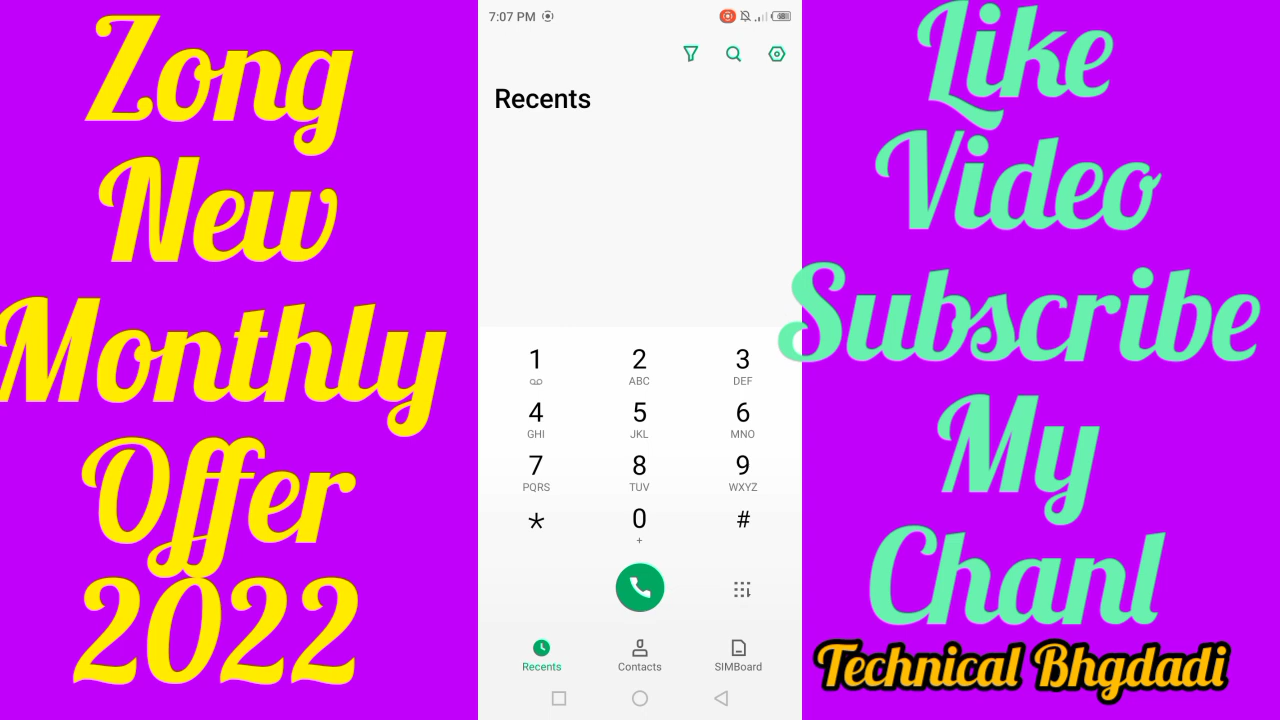 Zong
New
Monthly
Offer
2022
7:07 PM
Recents
1
2
ABC
3
DEF
4
GHI
5
JKL
6
MNO
7
PQRS
8
TUV
9
WXYZ
*
0
+
#
Recents
Contacts
SIMBoard
Like
Video
Subscribe
My
Chanl
Technical Bhgdadi